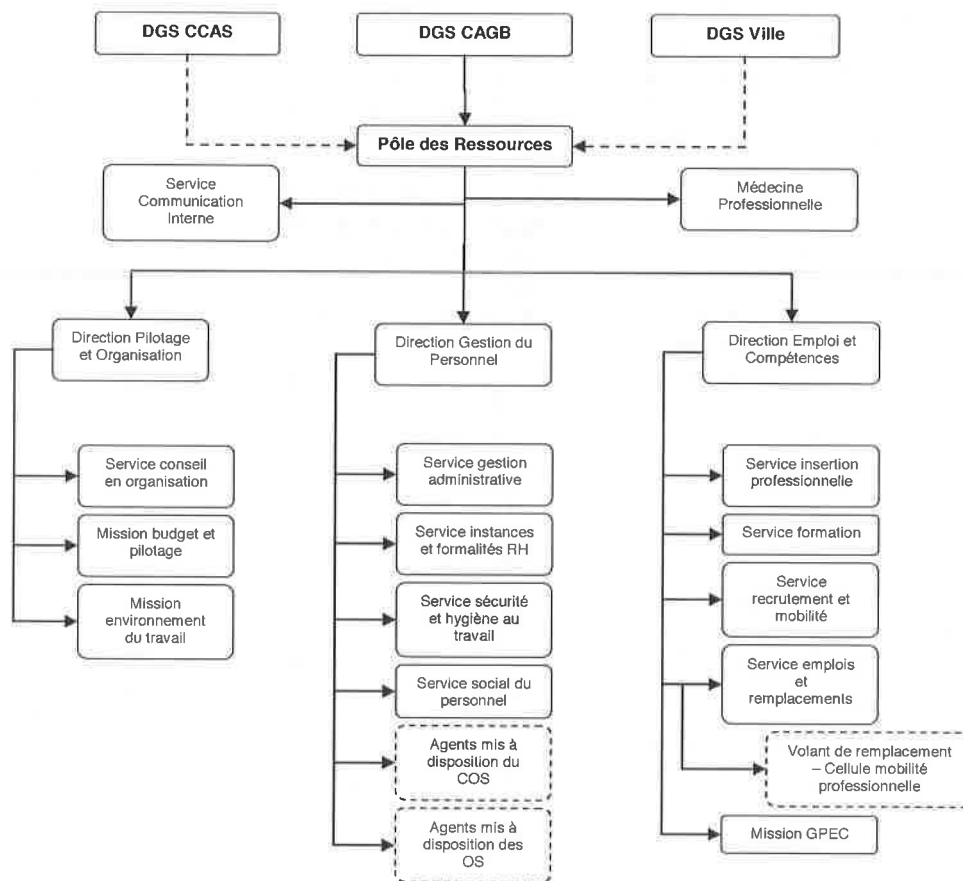 DGS CCAS
DGS CAGB
DGS Ville
Pôle des Ressources
Service
Communication
Interne
Médecine
Professionnelle
Direction Pilotage
et Organisation
Service conseil
en organisation
Mission budget et
pilotage
Mission
environnement
du travail
Direction Gestion du
Personnel
Service gestion
administrative
Service instances
et formalités RH
Service sécurité
et hygiène au
travail
Service social du
personnel
Agents mis à
disposition du
COS
Agents mis à
disposition des
OS
Direction Emploi et
Compétences
Service insertion
professionnelle
Service formation
Service
recrutement et
mobilité
Service emplois
et
remplacements
Volant de remplacement
– Cellule mobilité
professionnelle
Mission GPEC